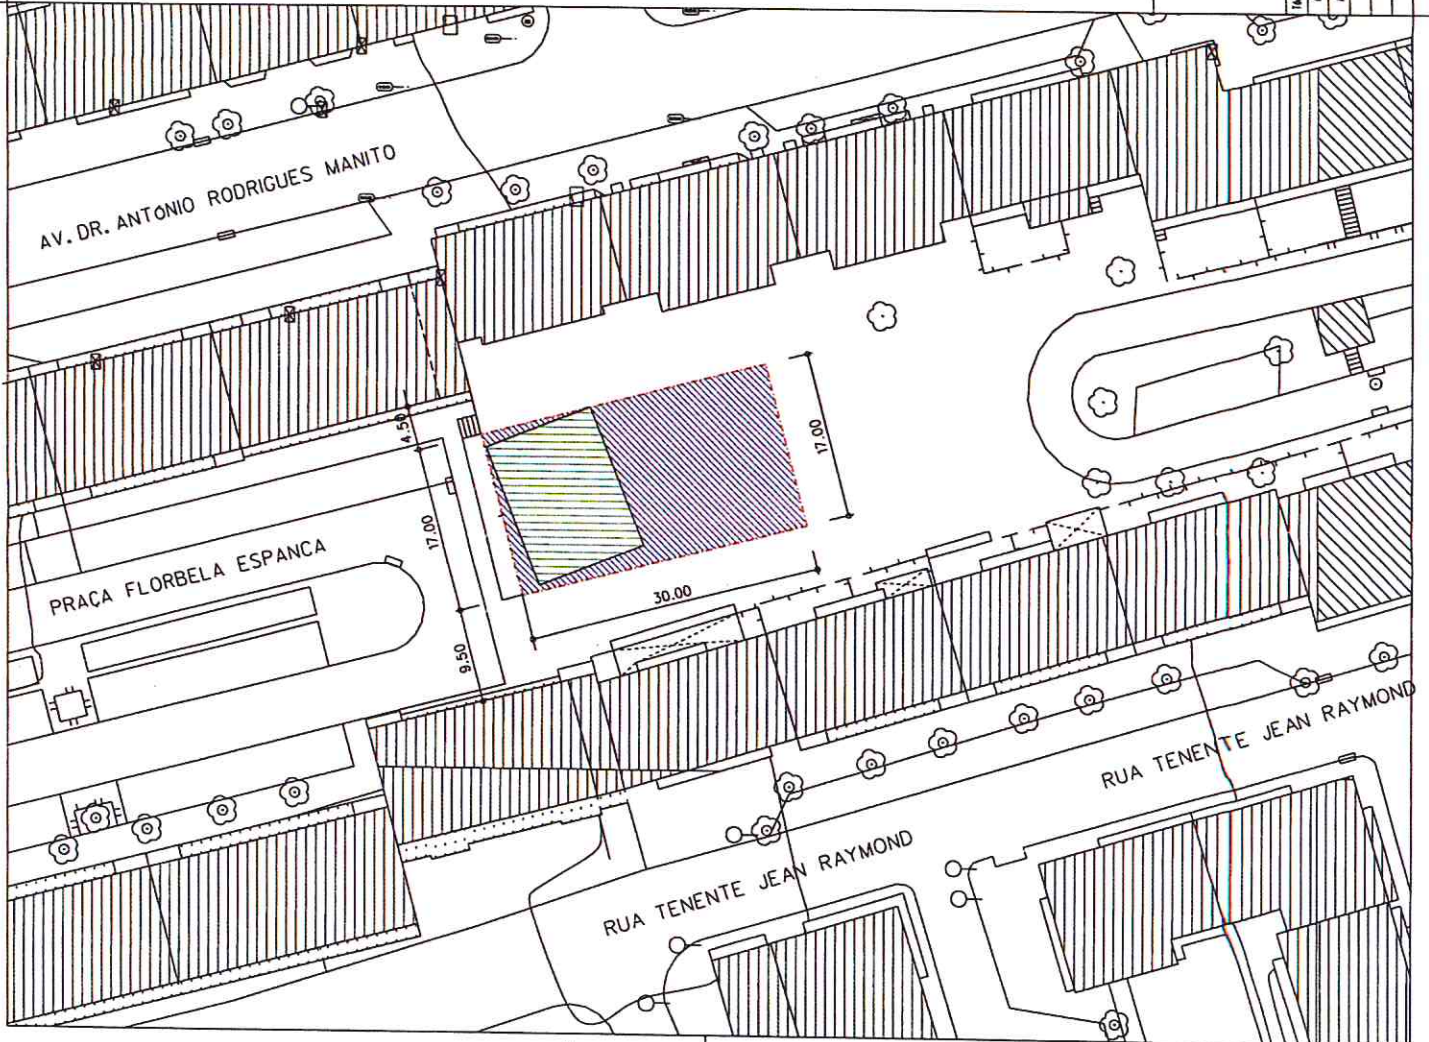 AV. DR. ANTONIO RODRIGUES MANITO
4.50
17.00
17.00
PRAÇA FLORBELA ESPANCA
30.00
9.50
RUA TENENTE JEAN RAYMOND
RUA TENENTE JEAN RAYMOND